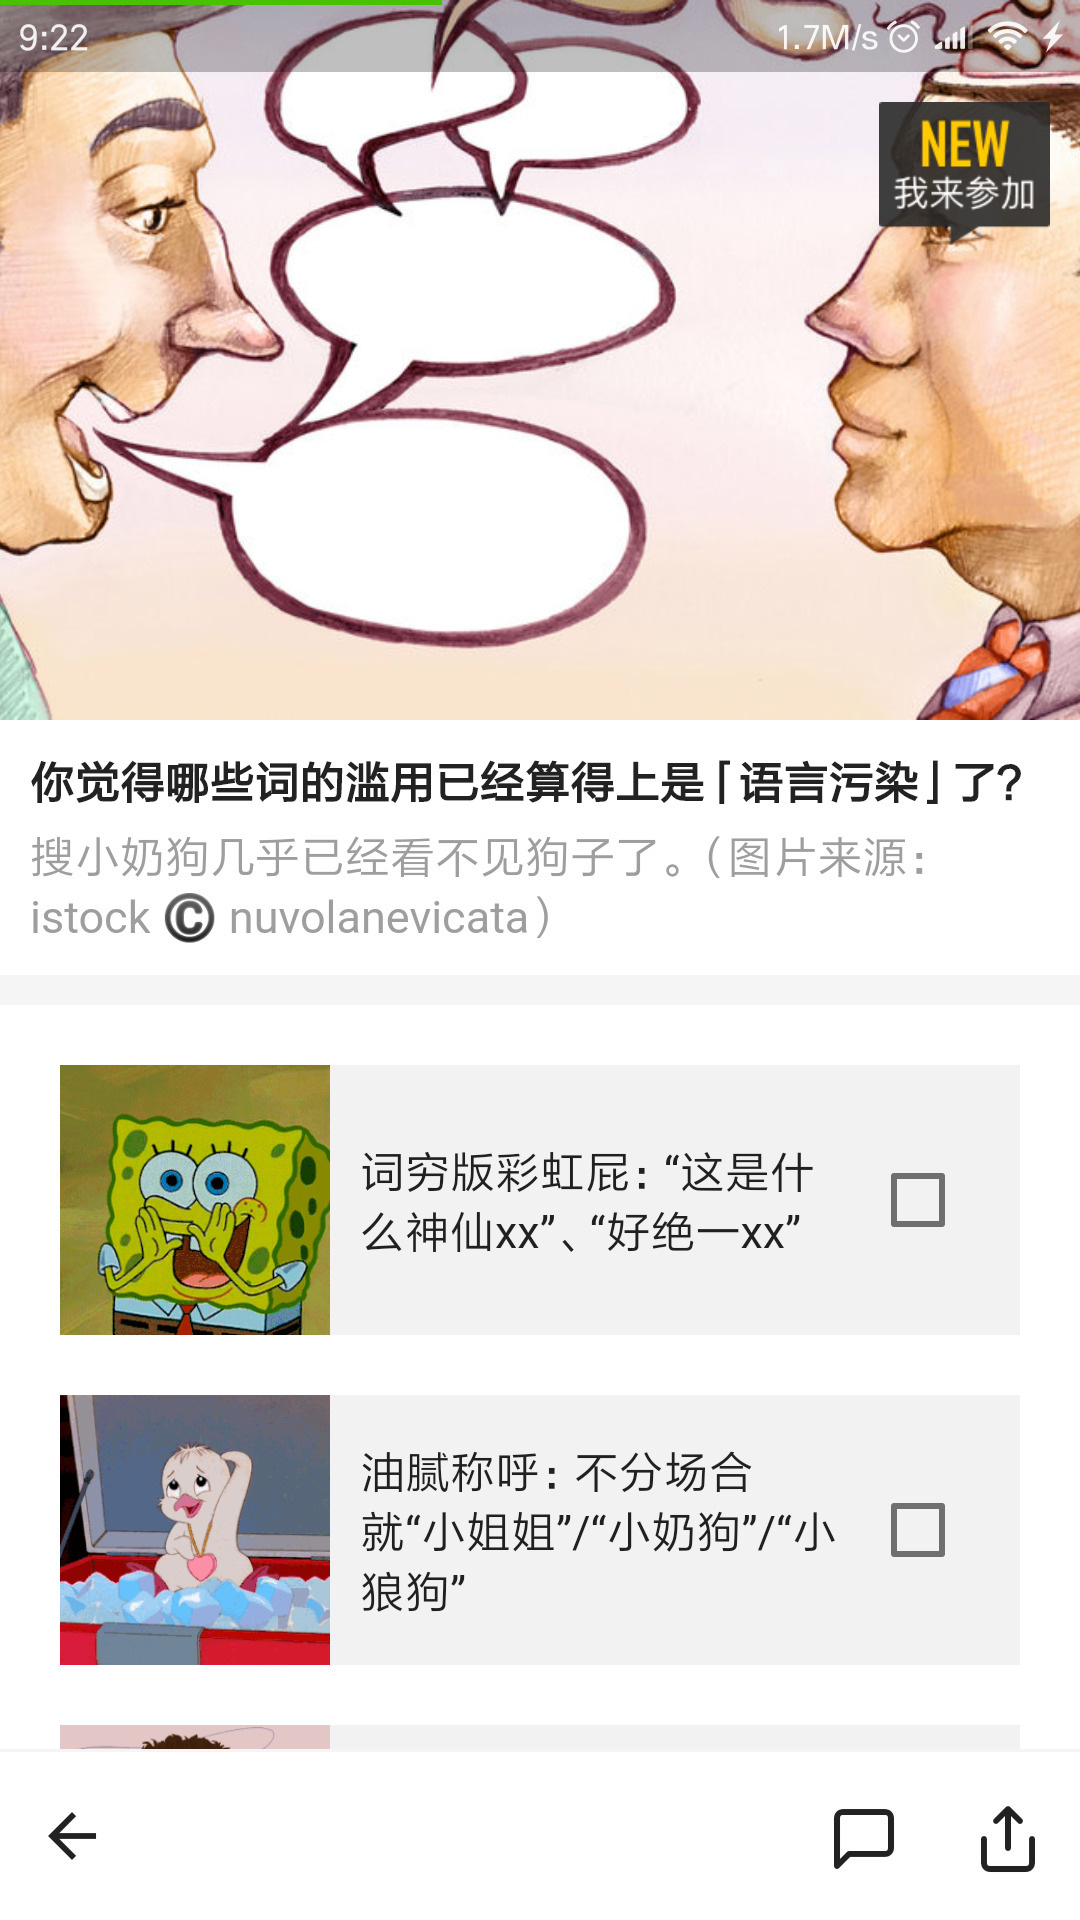 9:22
1.7M/s
NEW
我来参加
你觉得哪些词的滥用已经算得上是「语言污染」了?
搜小奶狗几乎已经看不见狗子了。（图片来源：
istock © nuvolanevicata）
词穷版彩虹屁：“这是什
么神仙xx”、“好绝一xx”
油腻称呼：不分场合
就“小姐姐”/“小奶狗”/“小
狼狗”